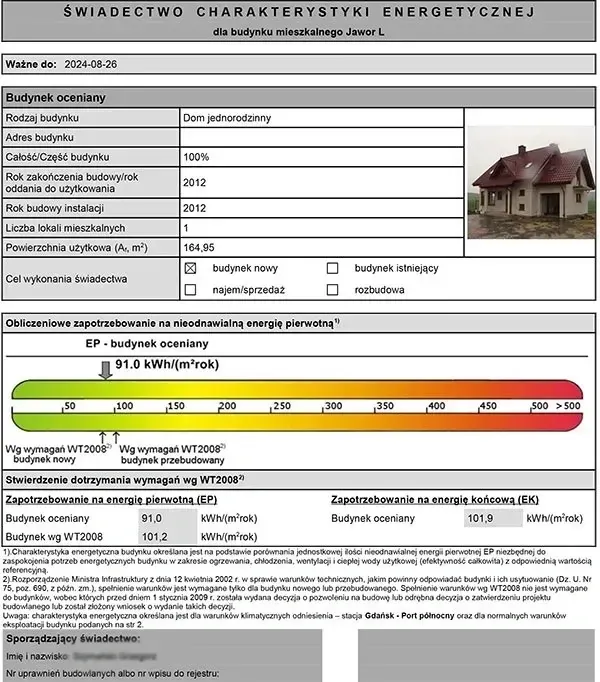 ŚWIADECTWO CHARAKTERYSTYKI ENERGETYCZNEJ
dla budynku mieszkalnego Jawor L
Ważne do: 2024-08-26
Budynek oceniany
Rodzaj budynku Dom jednorodzinny
Adres budynku
Całość/Część budynku 100%
Rok zakończenia budowy/rok
oddania do użytkowania 2012
Rok budowy instalacji 2012
Liczba lokali mieszkalnych 1
Powierzchnia użytkowa (Af, m²) 164,95
Cel wykonania świadectwa
budynek nowy budynek istniejący
najem/sprzedaż rozbudowa
Obliczeniowe zapotrzebowanie na nieodnawialną energię pierwotną¹⁾
EP - budynek oceniany
91.0 kWh/(m²rok)
50 100 150 200 250 300 350 400 450 500 >500
Wg wymagań WT2008²⁾ Wg wymagań WT2008²⁾
budynek nowy budynek przebudowany
Stwierdzenie dotrzymania wymagań wg WT2008²⁾
Zapotrzebowanie na energię pierwotną (EP) Zapotrzebowanie na energię końcową (EK)
Budynek oceniany 91,0 kWh/(m²rok) Budynek oceniany 101,9 kWh/(m²rok)
Budynek wg WT2008 101,2 kWh/(m²rok)
1).Charakterystyka energetyczna budynku określana jest na podstawie porównania jednostkowej ilości nieodnawialnej energii pierwotnej EP niezbędnej do
zaspokojenia potrzeb energetycznych budynku w zakresie ogrzewania, chłodzenia, wentylacji i ciepłej wody użytkowej (efektywność całkowita) z odpowiednią wartością
referencyjną.
2).Rozporządzenie Ministra Infrastruktury z dnia 12 kwietnia 2002 r. w sprawie warunków technicznych, jakim powinny odpowiadać budynki i ich usytuowanie (Dz. U. Nr
75, poz. 690, z późn. zm.), spełnienie warunków jest wymagane tylko dla budynku nowego lub przebudowanego. Spełnienie warunków wg WT2008 nie jest wymagane
do budynków, wobec których przed dniem 1 stycznia 2009 r. została wydana decyzja o pozwoleniu na budowę lub odrębna decyzja o zatwierdzeniu projektu
budowlanego lub został złożony wniosek o wydanie takich decyzji.
Uwaga: charakterystyka energetyczna określana jest dla warunków klimatycznych odniesienia – stacja Gdańsk - Port północny oraz dla normalnych warunków
eksploatacji budynku podanych na str 2.
Sporządzający świadectwo:
Imię i nazwisko:
Nr uprawnień budowlanych albo nr wpisu do rejestru: